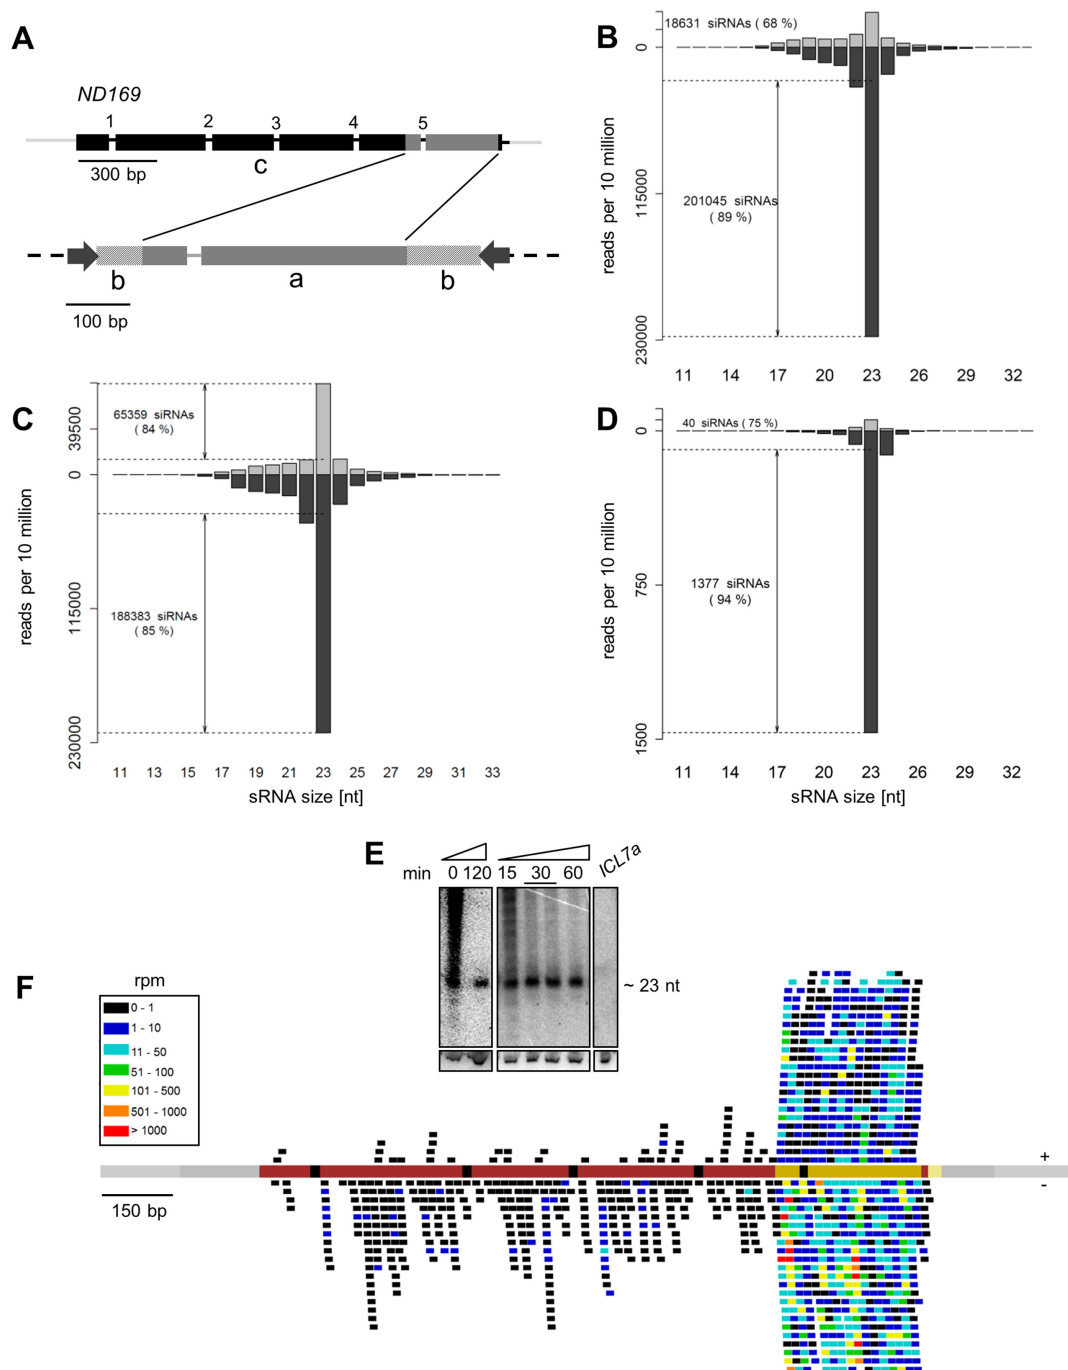 A
ND169
1 2 3 4 5
300 bp
c
b a b
100 bp
B
18631 siRNAs ( 68 %)
0
115000
230000
reads per 10 million
201045 siRNAs
( 89 %)
11 14 17 20 23 26 29 32
C
65359 siRNAs
( 84 %)
39500
0
115000
230000
reads per 10 million
188383 siRNAs
( 85 %)
11 13 15 17 19 21 23 25 27 29 31 33
sRNA size [nt]
D
40 siRNAs ( 75 %)
0
750
1500
reads per 10 million
1377 siRNAs
( 94 %)
11 14 17 20 23 26 29 32
sRNA size [nt]
E
min 0 120 15 30 60 ICL7a
~ 23 nt
F
rpm
0 - 1
1 - 10
11 - 50
51 - 100
101 - 500
501 - 1000
> 1000
150 bp
+
-